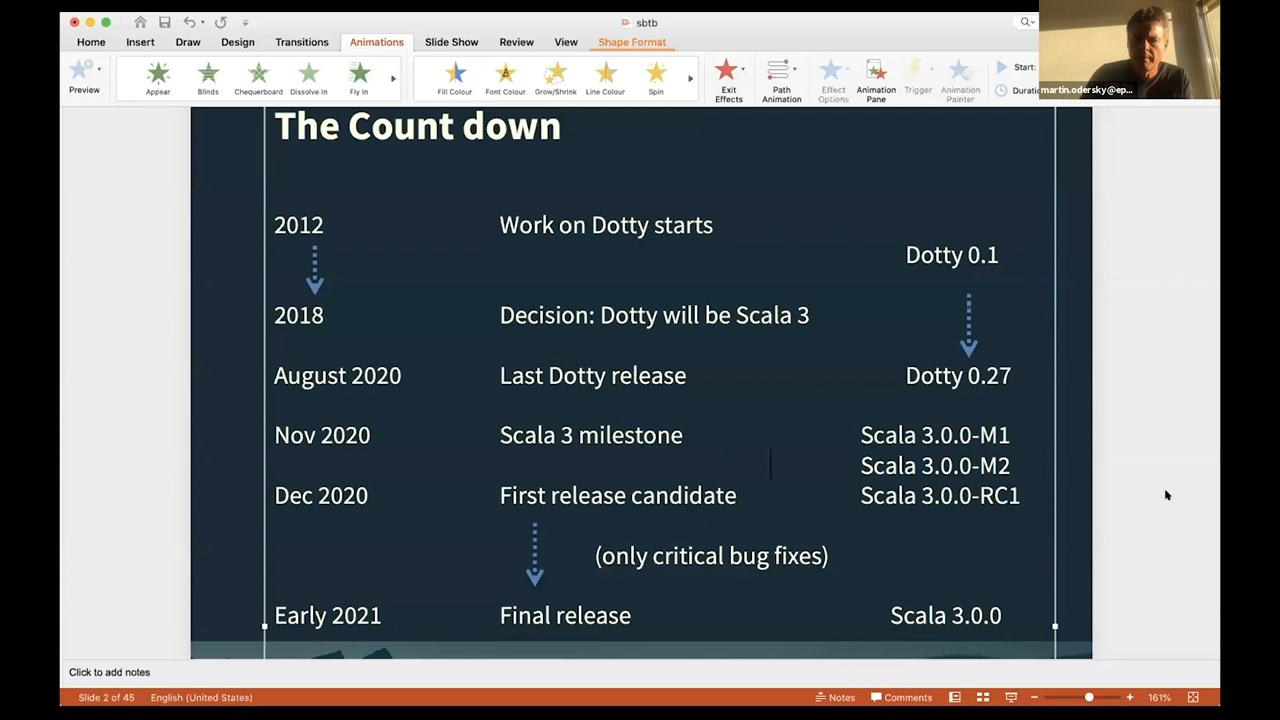 sbtb
Home Insert Draw Design Transitions Animations Slide Show Review View Shape Format
Preview Appear Blinds Chequerboard Dissolve In Fly In Fill Colour Font Colour Grow/Shrink Line Colour Spin Exit Effects Path Animation Effect Options Animation Pane Trigger Animation Painter Start:
martin.odersky@ep...
The Count down
2012 Work on Dotty starts
Dotty 0.1
2018 Decision: Dotty will be Scala 3
August 2020 Last Dotty release Dotty 0.27
Nov 2020 Scala 3 milestone Scala 3.0.0-M1
Scala 3.0.0-M2
Dec 2020 First release candidate Scala 3.0.0-RC1
(only critical bug fixes)
Early 2021 Final release Scala 3.0.0
Click to add notes
Slide 2 of 45 English (United States) Notes Comments 161%